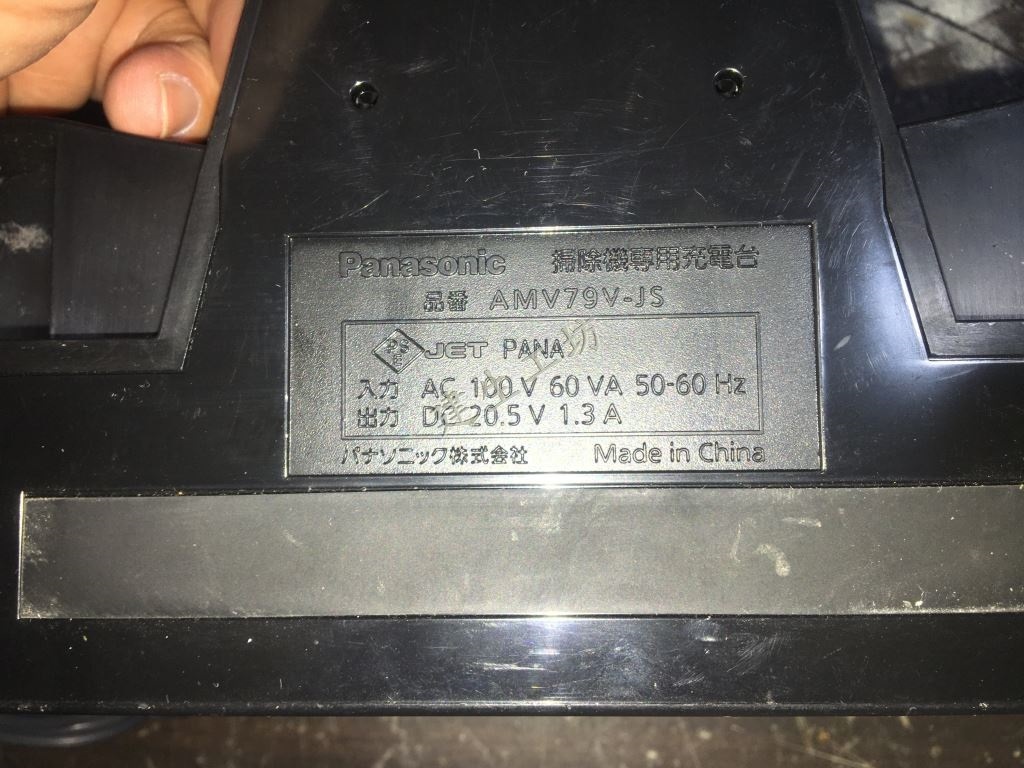 Panasonic 掃除機専用充電台
品番 AMV79V-JS
PS E JET PANA
入力 AC 100 V 60 VA 50-60 Hz
出力 DC 20.5 V 1.3 A
パナソニック株式会社 Made in China